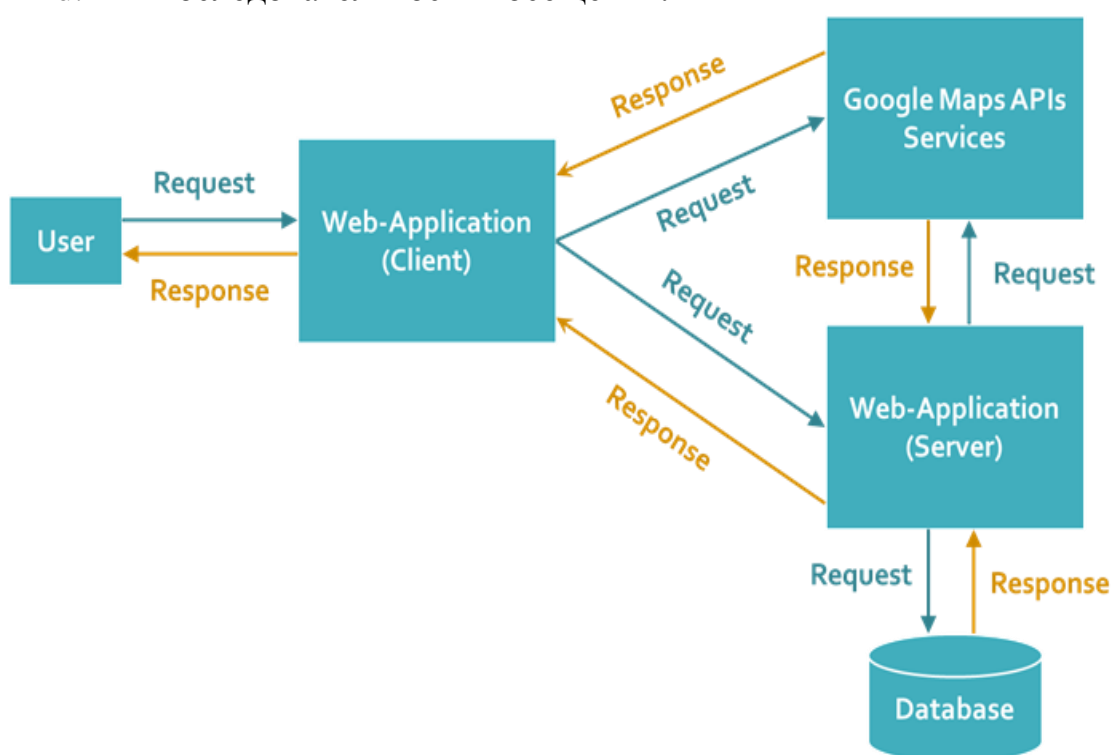 Response
Google Maps APIs
Services
Request
Web-Application
(Client)
Request
User
Response
Response
Request
Request
Response
Web-Application
(Server)
Request
Response
Database